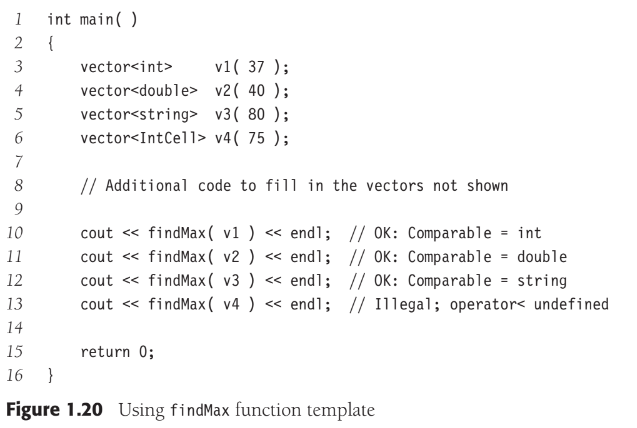 1 int main( )
2 {
3     vector<int>     v1( 37 );
4     vector<double>  v2( 40 );
5     vector<string>  v3( 80 );
6     vector<IntCell> v4( 75 );
7
8     // Additional code to fill in the vectors not shown
9
10     cout << findMax( v1 ) << endl;  // OK: Comparable = int
11     cout << findMax( v2 ) << endl;  // OK: Comparable = double
12     cout << findMax( v3 ) << endl;  // OK: Comparable = string
13     cout << findMax( v4 ) << endl;  // Illegal; operator< undefined
14
15     return 0;
16 }
Figure 1.20 Using findMax function template